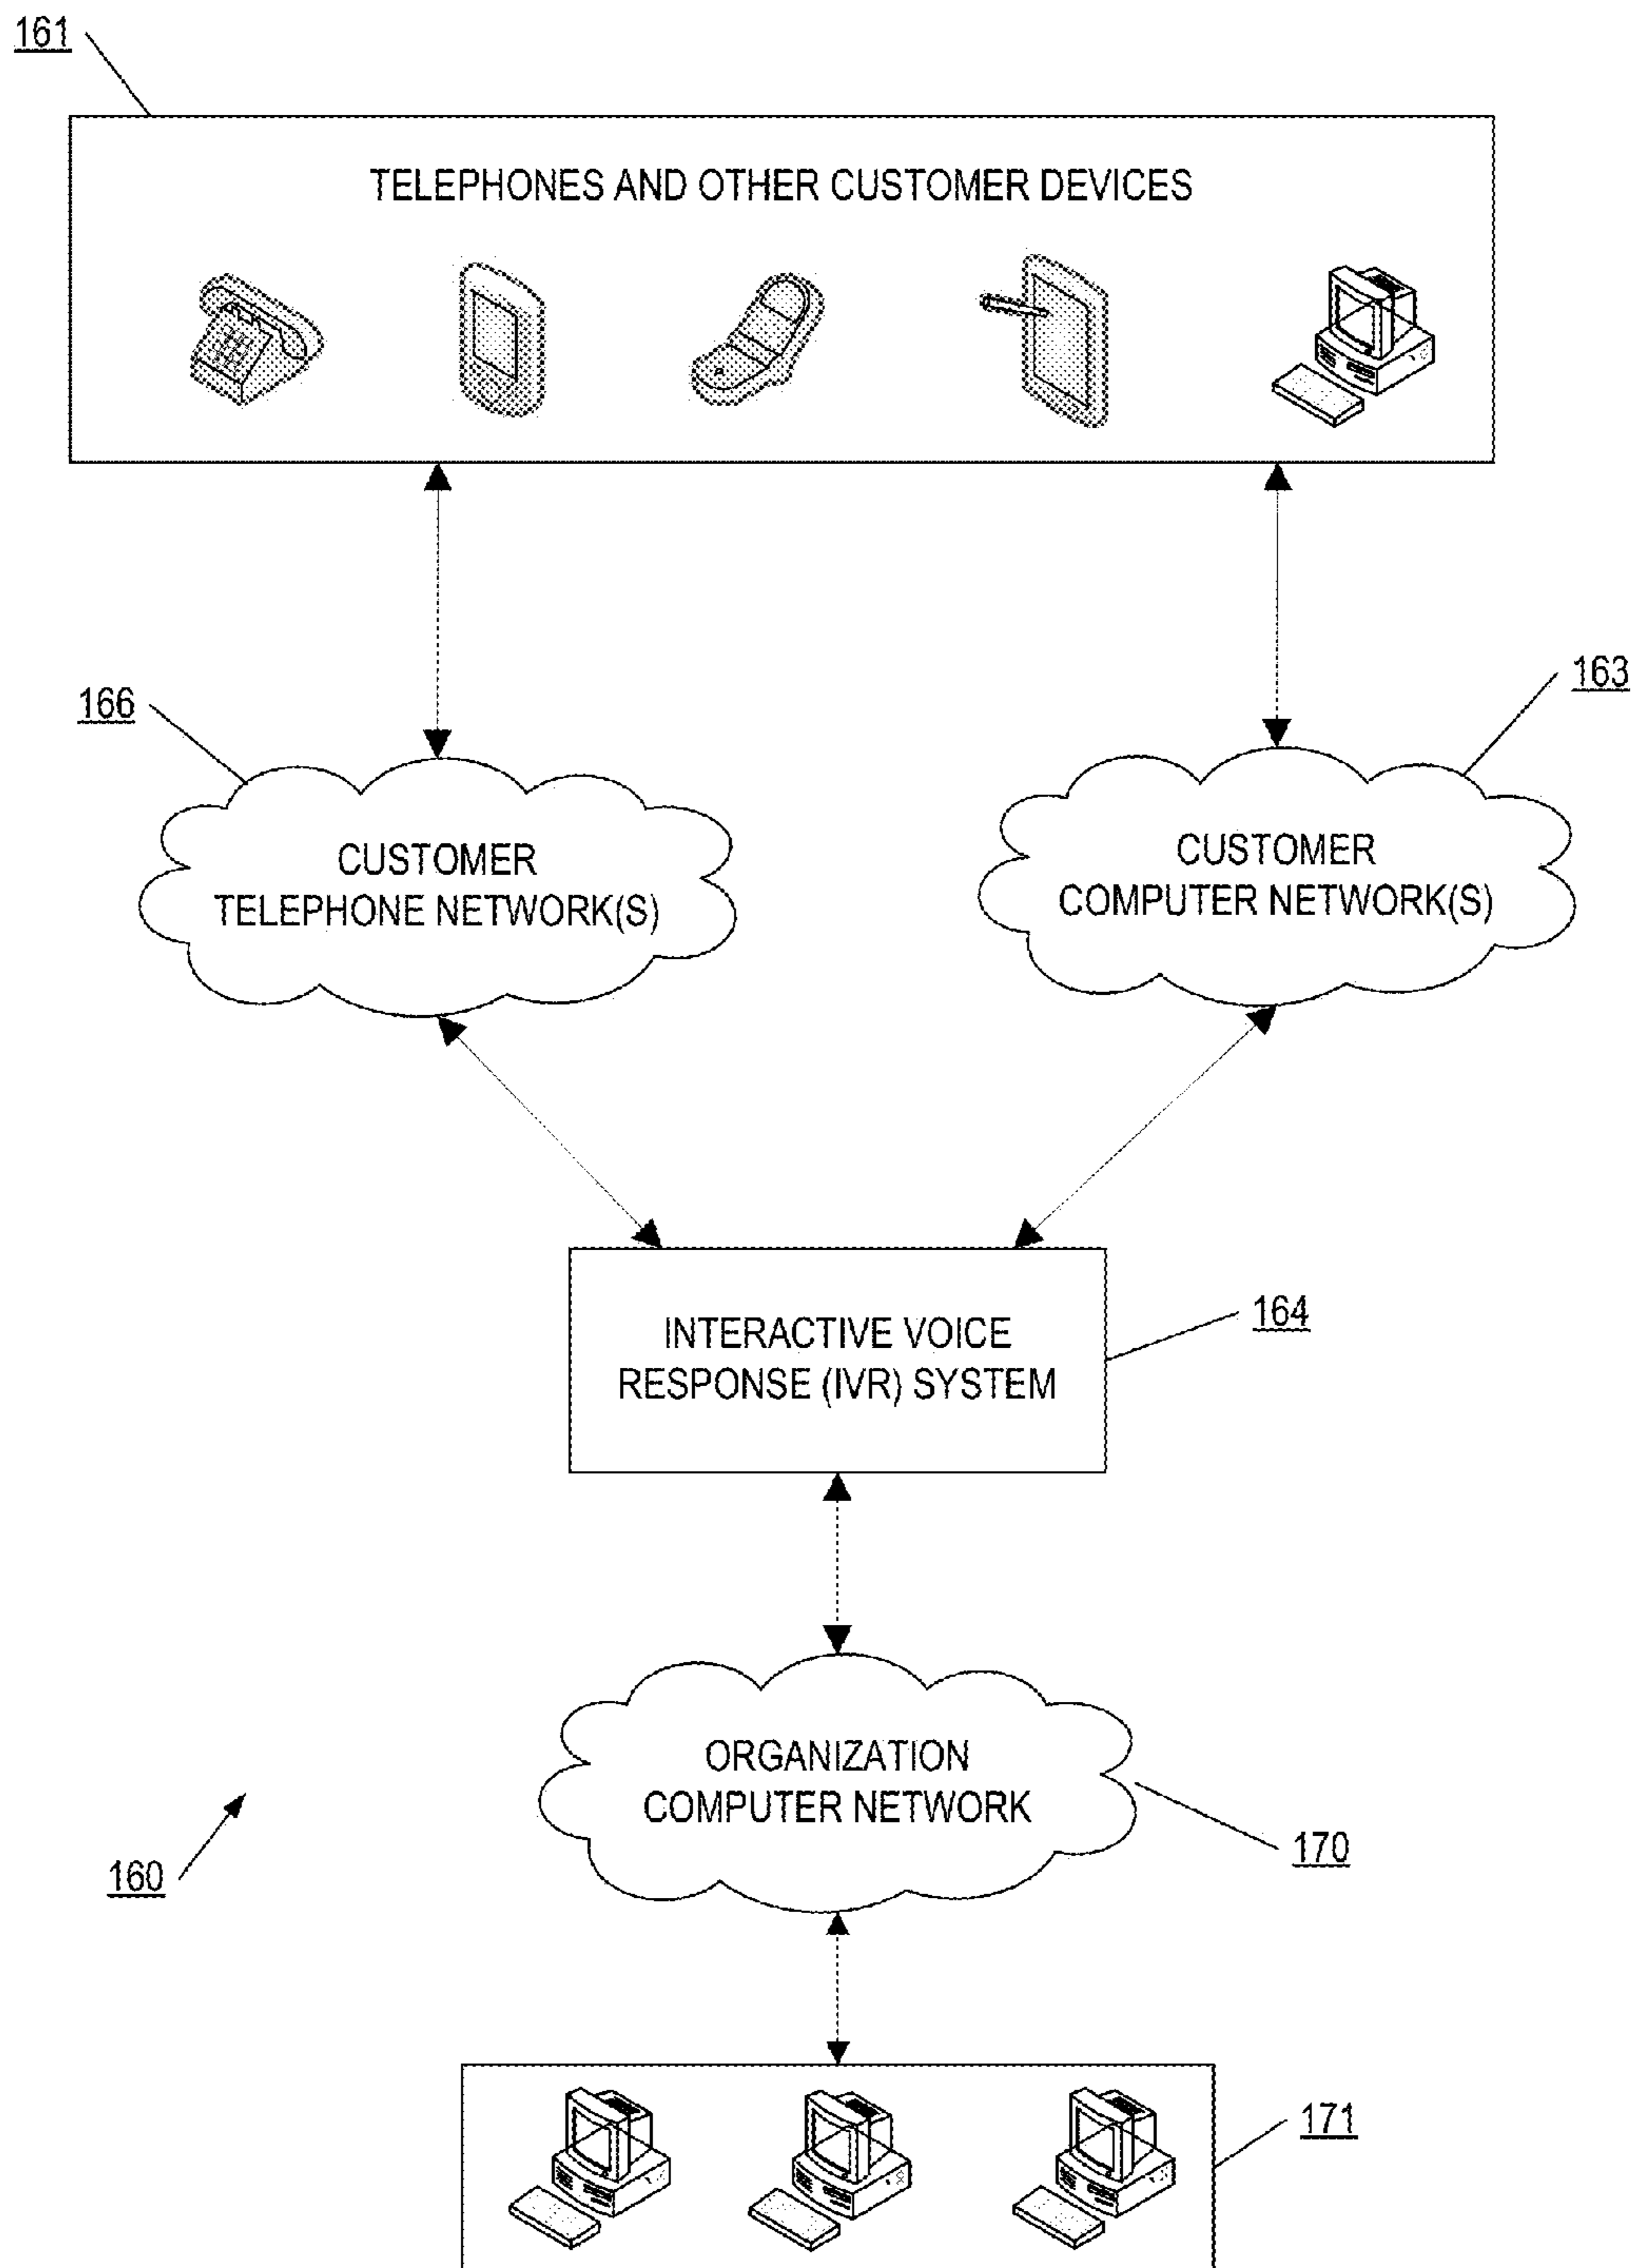 161
TELEPHONES AND OTHER CUSTOMER DEVICES
166
163
CUSTOMER
TELEPHONE NETWORK(S)
CUSTOMER
COMPUTER NETWORK(S)
INTERACTIVE VOICE
RESPONSE (IVR) SYSTEM
164
ORGANIZATION
COMPUTER NETWORK
170
160
171